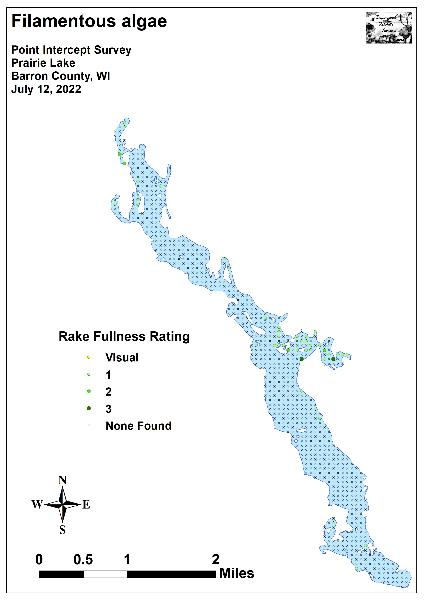 Filamentous algae
Point Intercept Survey
Prairie Lake
Barron County, WI
July 12, 2022
Rake Fullness Rating
Visual
1
2
3
None Found
N
W E
S
0 0.5 1 2
Miles